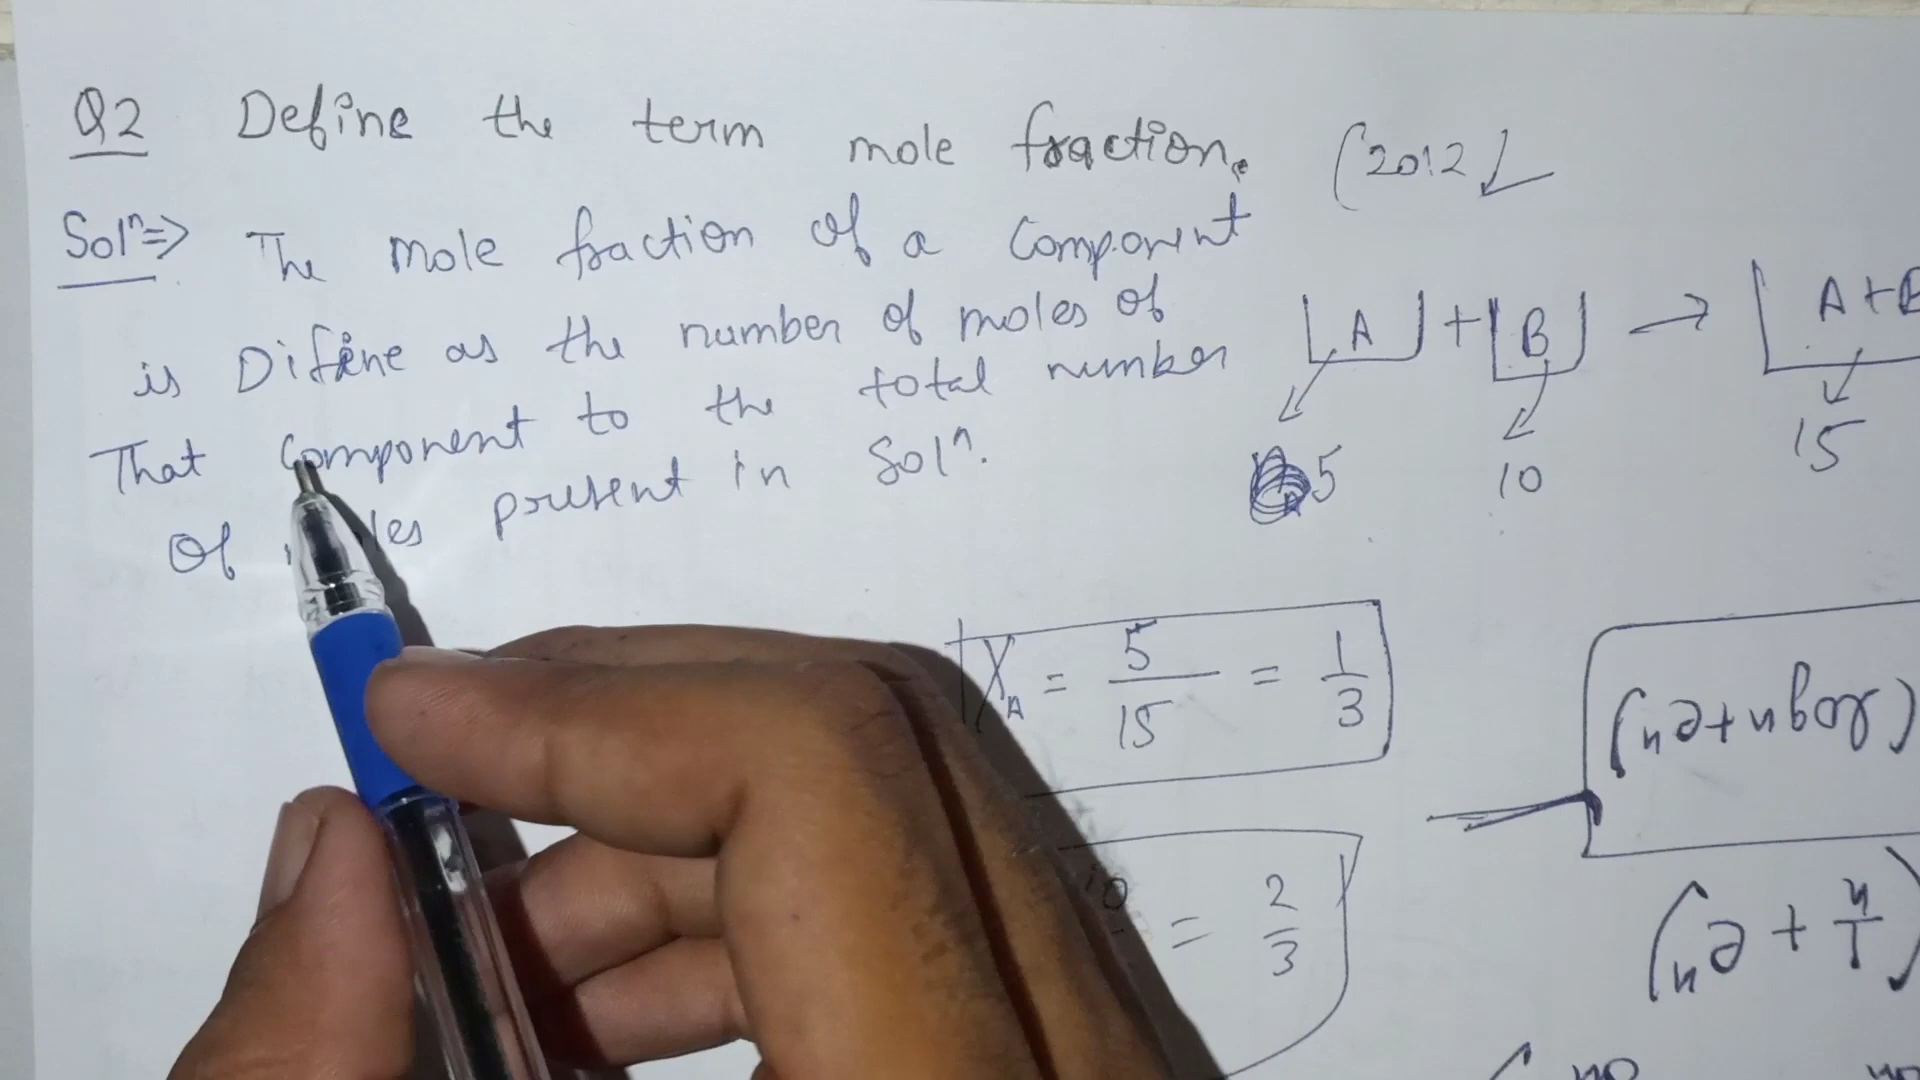 Q2 Define the term mole fraction. (2012)
Solⁿ=> The mole fraction of a component
is Difine as the number of moles of
That component to the total number
Of present in Solⁿ.
A + B → A+B
5 10 15
X_A = 5/15 = 1/3
10 = 2/3